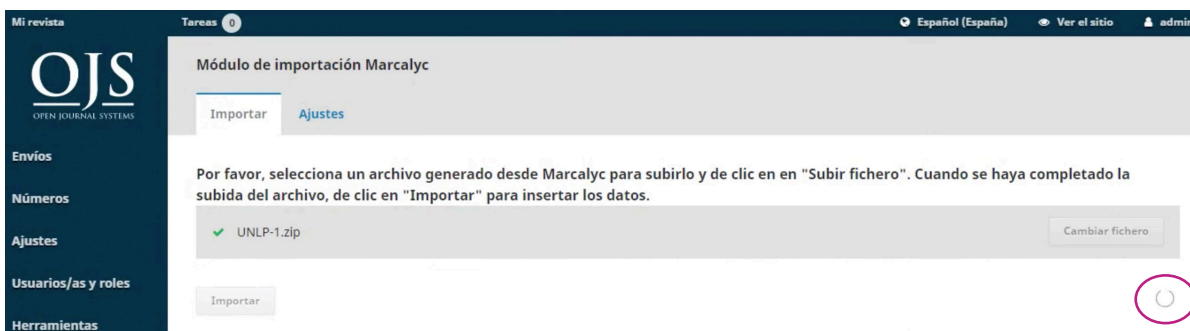 Mi revista
Tareas 0
Español (España)
Ver el sitio
admin
OJS
OPEN JOURNAL SYSTEMS
Envíos
Números
Ajustes
Usuarios/as y roles
Herramientas
Módulo de importación Marcalyc
Importar
Ajustes
Por favor, selecciona un archivo generado desde Marcalyc para subirlo y de clic en en "Subir fichero". Cuando se haya completado la
subida del archivo, de clic en "Importar" para insertar los datos.
UNLP-1.zip
Cambiar fichero
Importar